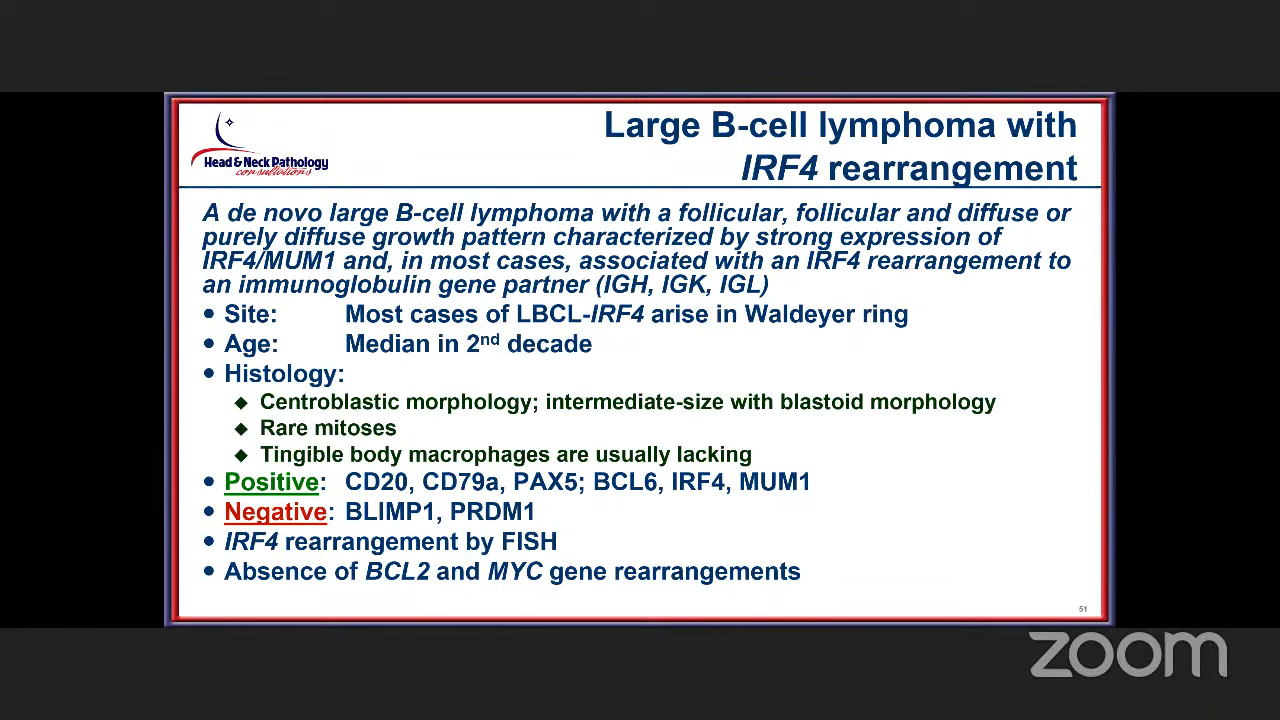 Head & Neck Pathology
consultations
Large B-cell lymphoma with
IRF4 rearrangement
A de novo large B-cell lymphoma with a follicular, follicular and diffuse or
purely diffuse growth pattern characterized by strong expression of
IRF4/MUM1 and, in most cases, associated with an IRF4 rearrangement to
an immunoglobulin gene partner (IGH, IGK, IGL)
• Site: Most cases of LBCL-IRF4 arise in Waldeyer ring
• Age: Median in 2nd decade
• Histology:
◆ Centroblastic morphology; intermediate-size with blastoid morphology
◆ Rare mitoses
◆ Tingible body macrophages are usually lacking
• Positive: CD20, CD79a, PAX5; BCL6, IRF4, MUM1
• Negative: BLIMP1, PRDM1
• IRF4 rearrangement by FISH
• Absence of BCL2 and MYC gene rearrangements
51
zoom